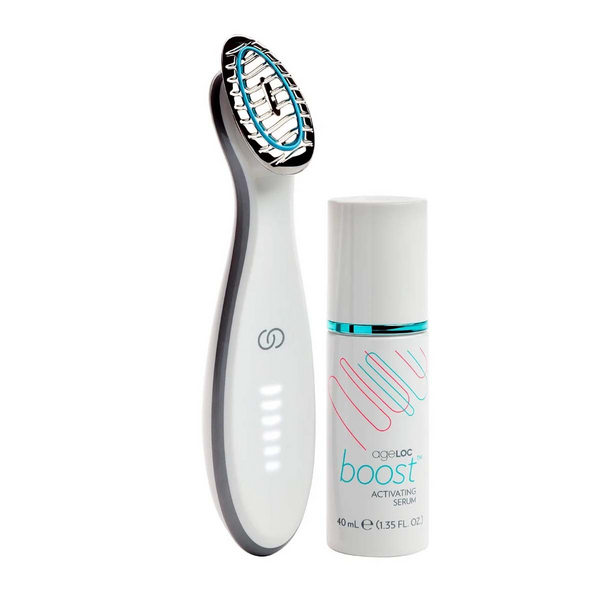 ageLOC
boost™
ACTIVATING
SERUM
40 mL ℮ (1.35 FL. OZ.)